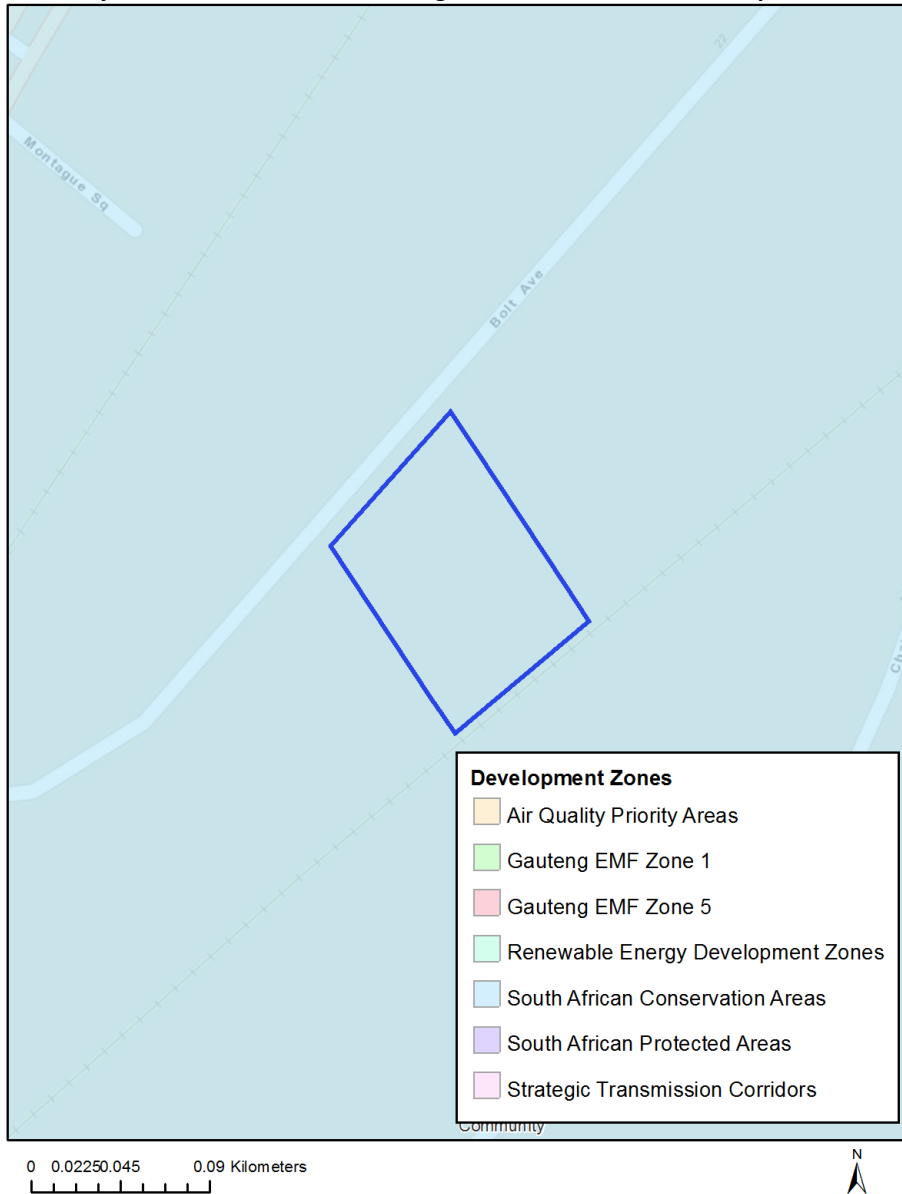 22
Montague Sq
Bolt Ave
Development Zones
Air Quality Priority Areas
Gauteng EMF Zone 1
Gauteng EMF Zone 5
Renewable Energy Development Zones
South African Conservation Areas
South African Protected Areas
Strategic Transmission Corridors
Community
0 0.02250.045 0.09 Kilometers
N